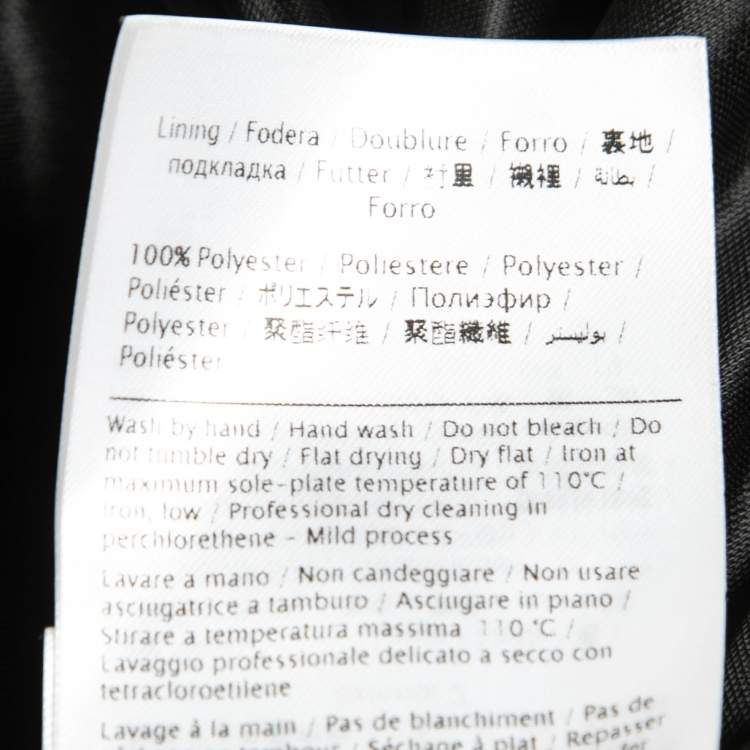 Lining / Fodera / Doublure / Forro / 裏地 /
подкладка / Futter / 衬里 / 襯裡 / بطانة /
Forro
100% Polyester / Poliestere / Polyester /
Poliéster / ポリエステル / Полиэфир /
Polyester / 聚酯纤维 / 聚酯纖維 / بوليستر /
Poliéster
Wash by hand / Hand wash / Do not bleach / Do
not tumble dry / Flat drying / Dry flat / Iron at
maximum sole-plate temperature of 110°C /
Iron, low / Professional dry cleaning in
perchlorethene - Mild process
Lavare a mano / Non candeggiare / Non usare
asciugatrice a tamburo / Asciugare in piano /
Stirare a temperatura massima 110 °C /
Lavaggio professionale delicato a secco con
tetracloroetilene
Lavage à la main / Pas de blanchiment / Pas de
tambour / Séchage à plat / Repasser